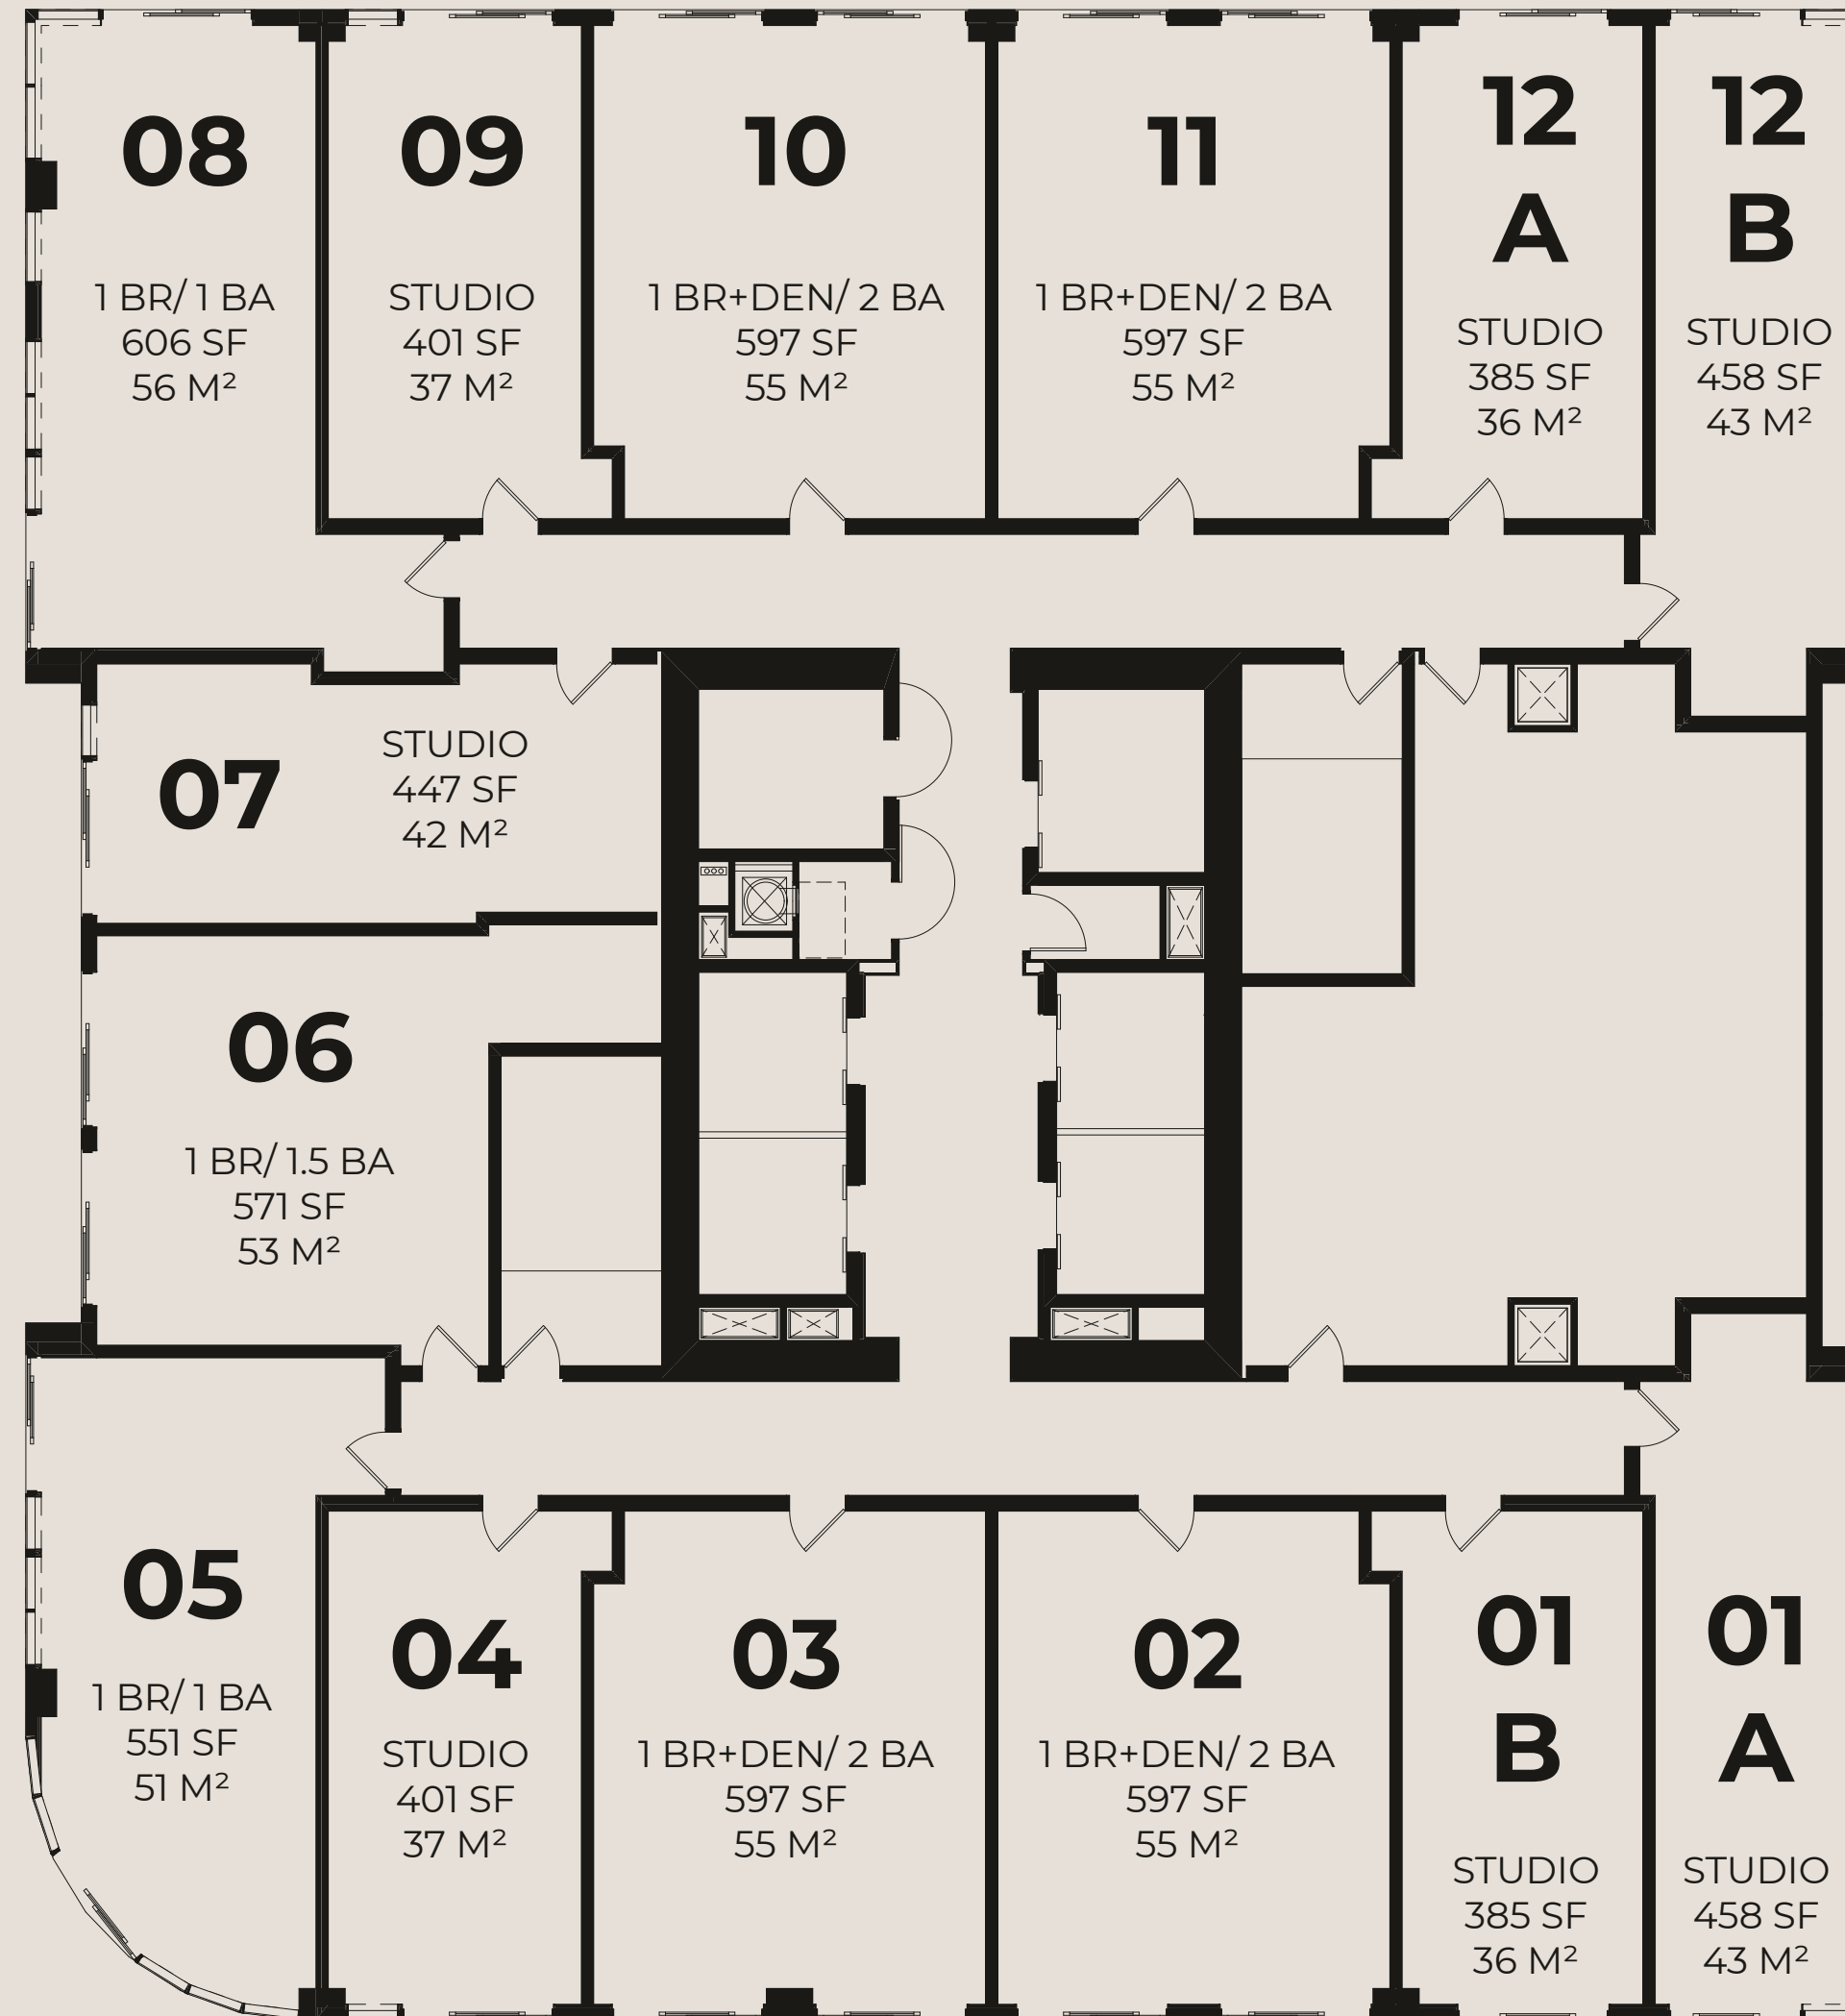 08
1 BR/ 1 BA
606 SF
56 M²
09
STUDIO
401 SF
37 M²
10
1 BR+DEN/ 2 BA
597 SF
55 M²
11
1 BR+DEN/ 2 BA
597 SF
55 M²
12
A
STUDIO
385 SF
36 M²
12
B
STUDIO
458 SF
43 M²
07
STUDIO
447 SF
42 M²
06
1 BR/ 1.5 BA
571 SF
53 M²
05
1 BR/ 1 BA
551 SF
51 M²
04
STUDIO
401 SF
37 M²
03
1 BR+DEN/ 2 BA
597 SF
55 M²
02
1 BR+DEN/ 2 BA
597 SF
55 M²
01
B
STUDIO
385 SF
36 M²
01
A
STUDIO
458 SF
43 M²